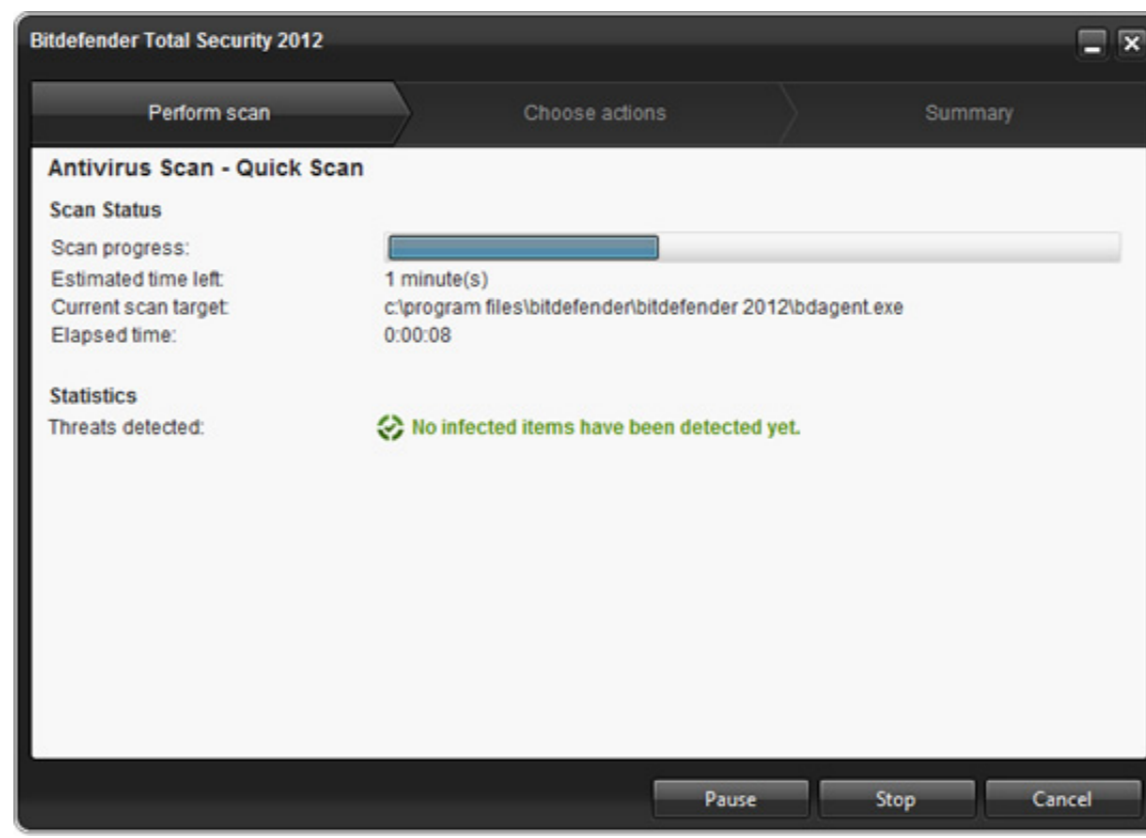 Bitdefender Total Security 2012
Perform scan Choose actions Summary
Antivirus Scan - Quick Scan
Scan Status
Scan progress:
Estimated time left: 1 minute(s)
Current scan target: c:\program files\bitdefender\bitdefender 2012\bdagent.exe
Elapsed time: 0:00:08
Statistics
Threats detected: No infected items have been detected yet.
Pause Stop Cancel